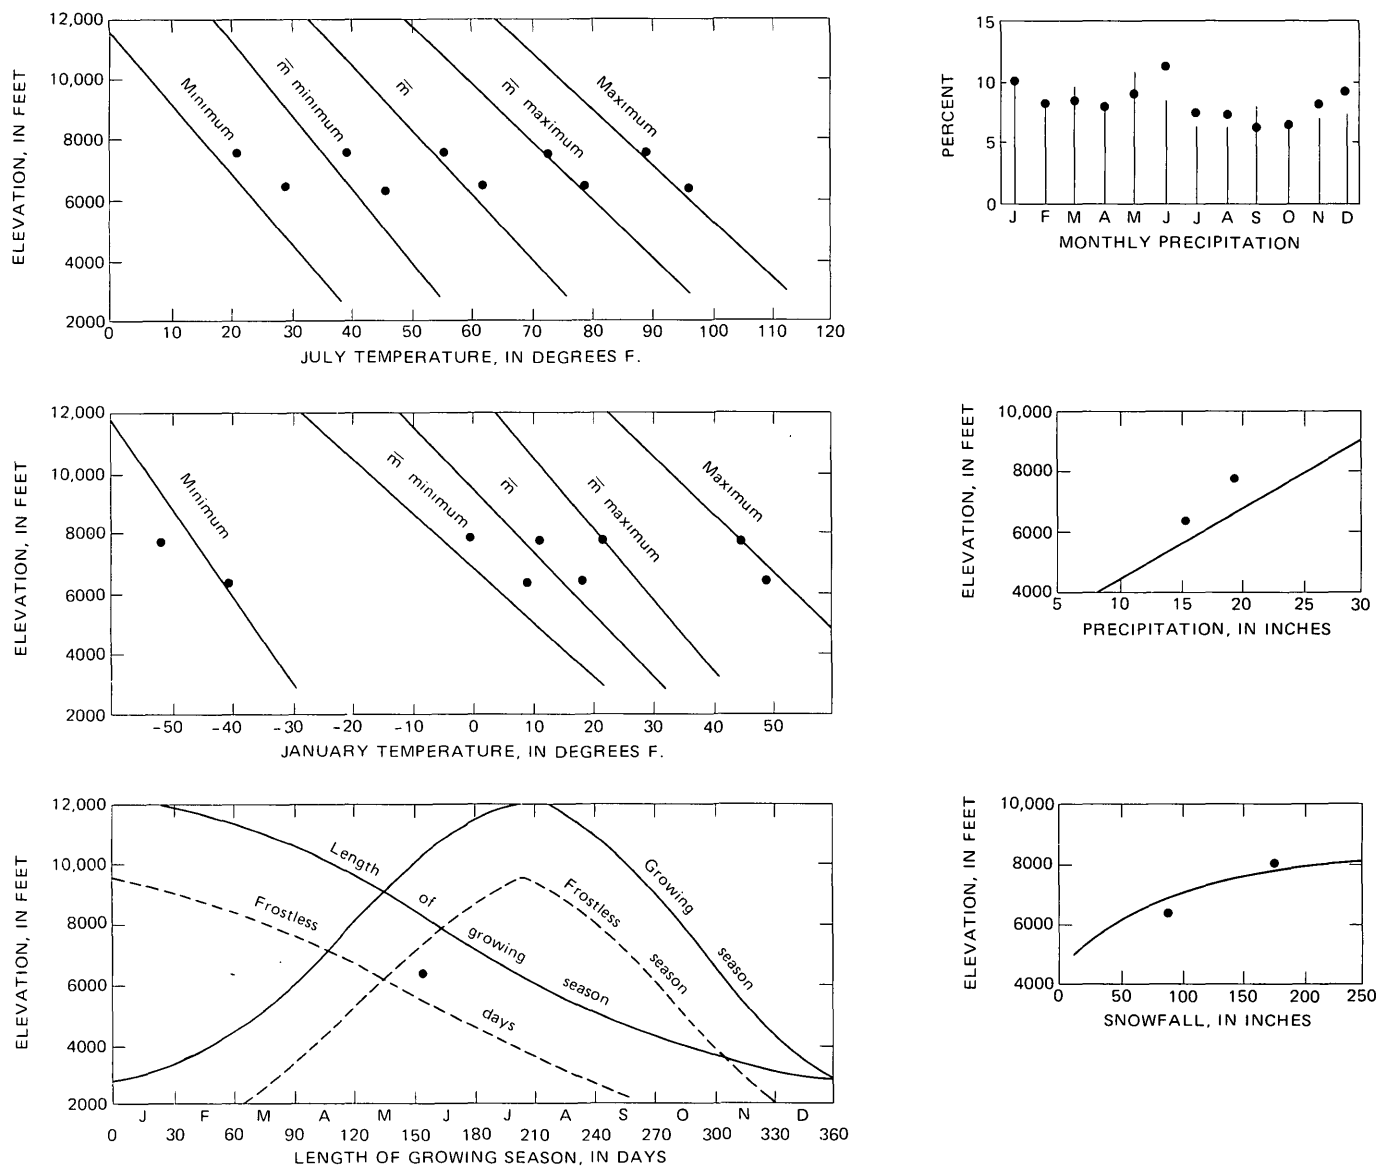 12,000
10,000
8000
6000
4000
2000
ELEVATION, IN FEET
Minimum
m̅ minimum
m̅
m̅ maximum
Maximum
0 10 20 30 40 50 60 70 80 90 100 110 120
JULY TEMPERATURE, IN DEGREES F.
15
10
5
0
PERCENT
J F M A M J J A S O N D
MONTHLY PRECIPITATION
12,000
10,000
8000
6000
4000
2000
ELEVATION, IN FEET
Minimum
m̅ minimum
m̅
m̅ maximum
Maximum
-50 -40 -30 -20 -10 0 10 20 30 40 50
JANUARY TEMPERATURE, IN DEGREES F.
10,000
8000
6000
4000
ELEVATION, IN FEET
5 10 15 20 25 30
PRECIPITATION, IN INCHES
12,000
10,000
8000
6000
4000
2000
ELEVATION, IN FEET
Length of growing season
Frostless days
Growing season
Frostless season
J F M A M J J A S O N D
0 30 60 90 120 150 180 210 240 270 300 330 360
LENGTH OF GROWING SEASON, IN DAYS
10,000
8000
6000
4000
ELEVATION, IN FEET
0 50 100 150 200 250
SNOWFALL, IN INCHES